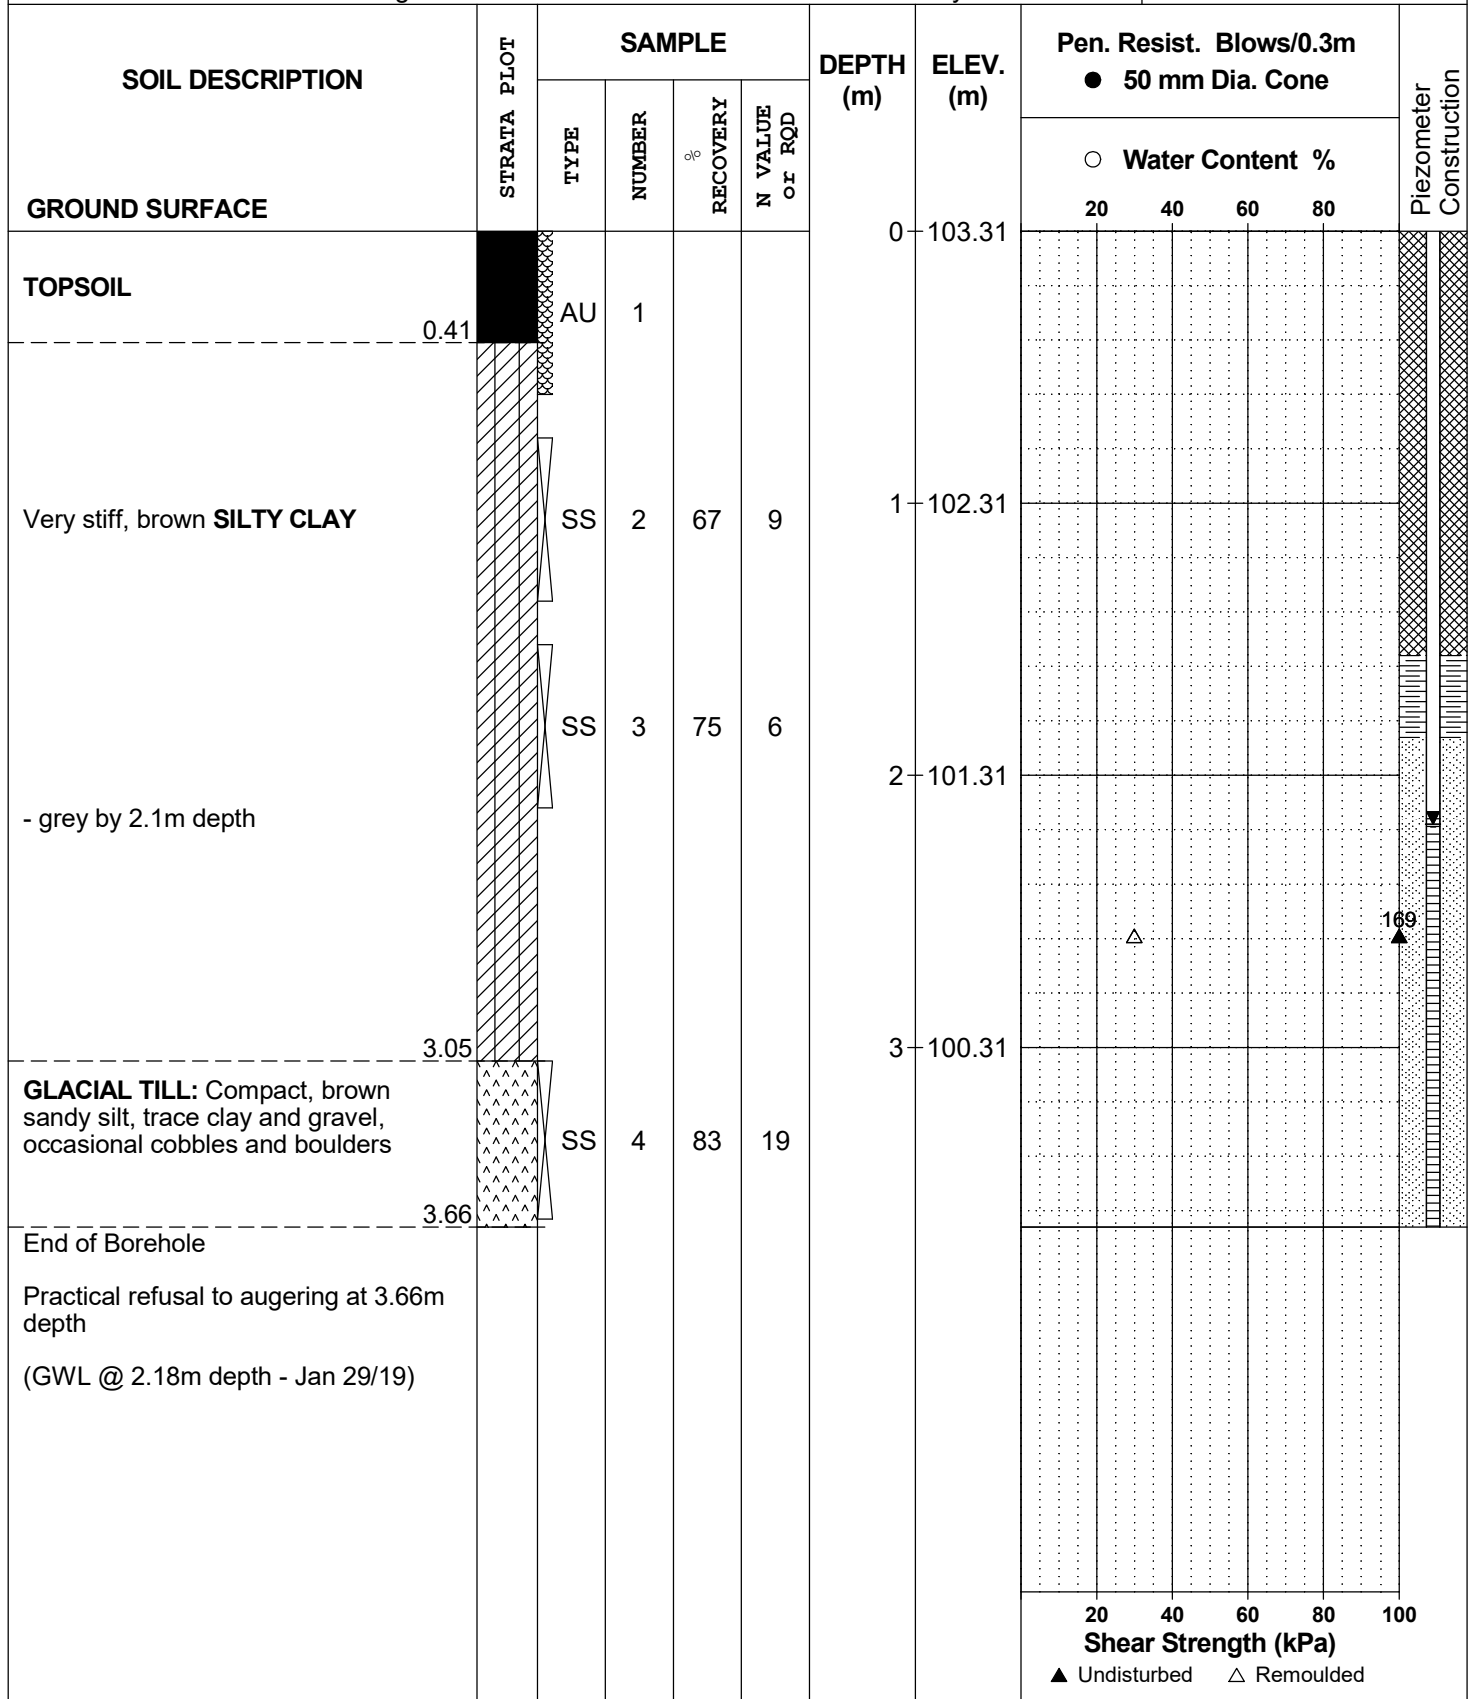 SOIL DESCRIPTION
GROUND SURFACE
STRATA PLOT
SAMPLE
TYPE
NUMBER
% RECOVERY
N VALUE or RQD
DEPTH (m)
ELEV. (m)
Pen. Resist. Blows/0.3m
● 50 mm Dia. Cone
○ Water Content %
20 40 60 80
Piezometer Construction
0 103.31
TOPSOIL
0.41
AU 1
Very stiff, brown SILTY CLAY
SS 2 67 9
1 102.31
SS 3 75 6
2 101.31
- grey by 2.1m depth
169
3.05
3 100.31
GLACIAL TILL: Compact, brown
sandy silt, trace clay and gravel,
occasional cobbles and boulders
SS 4 83 19
3.66
End of Borehole
Practical refusal to augering at 3.66m
depth
(GWL @ 2.18m depth - Jan 29/19)
20 40 60 80 100
Shear Strength (kPa)
▲ Undisturbed △ Remoulded